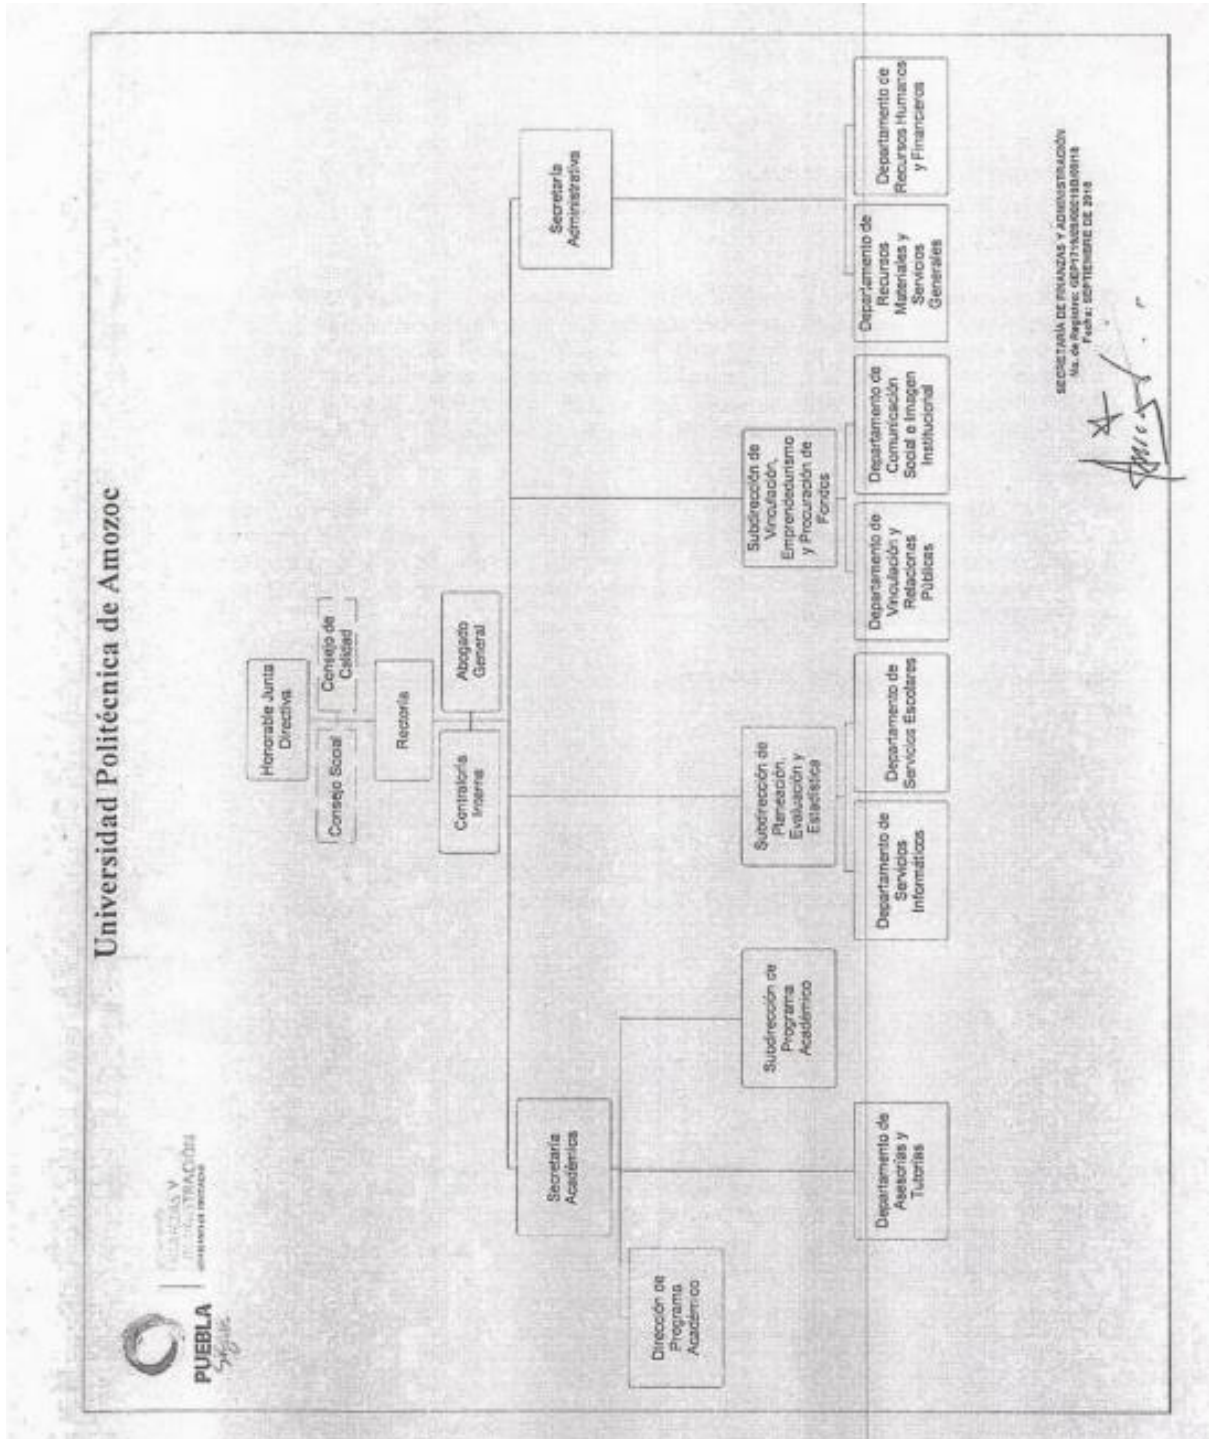 Universidad Politécnica de Amozoc
PUEBLA
Sigue
Honorable Junta
Directiva
Consejo Social
Consejo de
Calidad
Rectoría
Contraloría
Interna
Abogado
General
Secretaría
Académica
Secretaría
Administrativa
Dirección de
Programa
Académico
Subdirección de
Programa
Académico
Subdirección de
Planeación,
Evaluación y
Estadística
Subdirección de
Vinculación,
Emprendedurismo
y Procuración de
Fondos
Departamento de
Asesorías y
Tutorías
Departamento de
Servicios
Informáticos
Departamento de
Servicios Escolares
Departamento de
Vinculación y
Relaciones
Públicas
Departamento de
Comunicación
Social e Imagen
Institucional
Departamento de
Recursos
Materiales y
Servicios
Generales
Departamento de
Recursos Humanos
y Financieros
SECRETARÍA DE FINANZAS Y ADMINISTRACIÓN
No. de Registro:
Fecha: SEPTIEMBRE DE